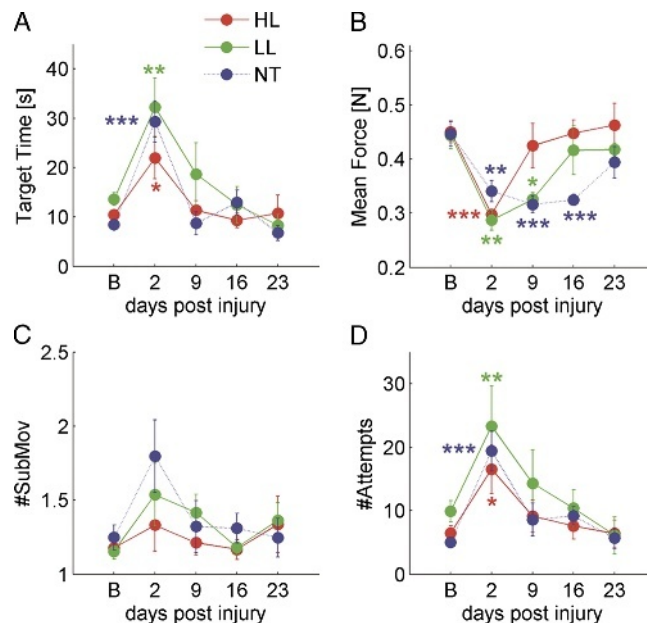 A
HL
LL
NT
Target Time [s]
40
30
20
10
0
**
***
*
B 2 9 16 23
days post injury
B
Mean Force [N]
0.5
0.4
0.3
0.2
**
*
***
**
***
***
B 2 9 16 23
days post injury
C
#SubMov
2.5
2
1.5
1
B 2 9 16 23
days post injury
D
#Attempts
30
20
10
0
**
***
*
B 2 9 16 23
days post injury